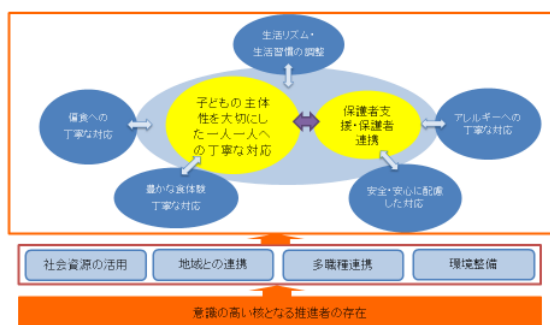 生活リズム・
生活習慣の調整
偏食への
丁寧な対応
子どもの主体
性を大切にし
た一人一人へ
の丁寧な対応
保護者支
援・保護者
連携
アレルギーへの
丁寧な対応
豊かな食体験
丁寧な対応
安全・安心に配慮
した対応
社会資源の活用
地域との連携
多職種連携
環境整備
意識の高い核となる推進者の存在